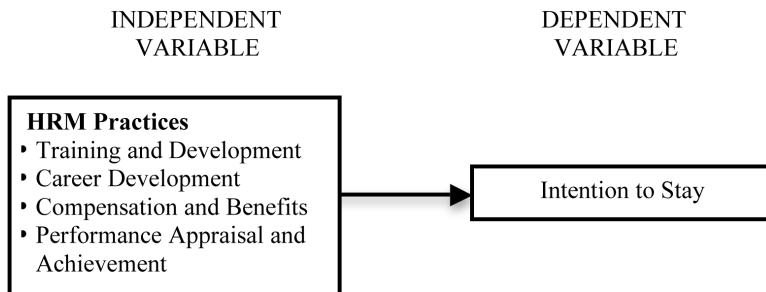 INDEPENDENT
VARIABLE
DEPENDENT
VARIABLE
HRM Practices
• Training and Development
• Career Development
• Compensation and Benefits
• Performance Appraisal and
Achievement
Intention to Stay